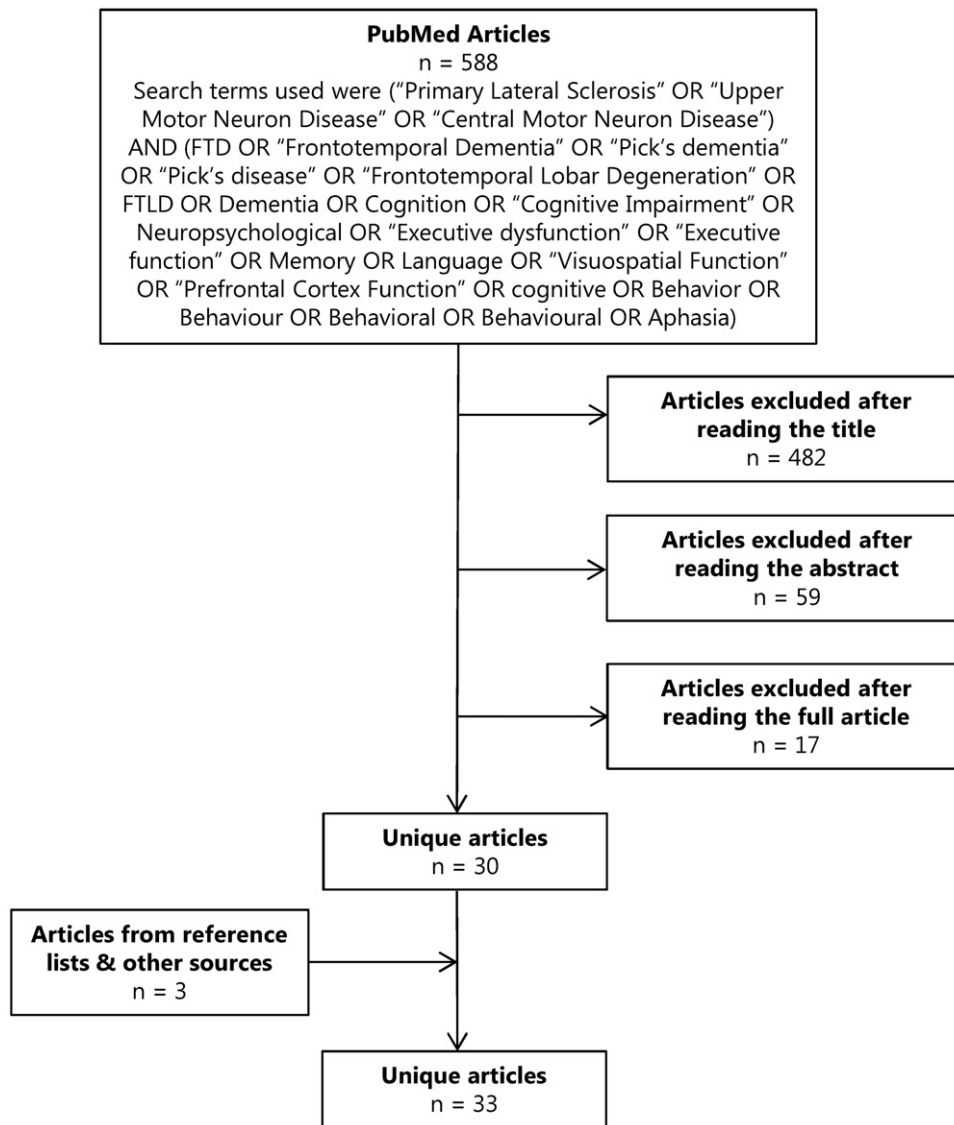 PubMed Articles
n = 588
Search terms used were (“Primary Lateral Sclerosis” OR “Upper
Motor Neuron Disease” OR “Central Motor Neuron Disease”)
AND (FTD OR “Frontotemporal Dementia” OR “Pick’s dementia”
OR “Pick’s disease” OR “Frontotemporal Lobar Degeneration” OR
FTLD OR Dementia OR Cognition OR “Cognitive Impairment” OR
Neuropsychological OR “Executive dysfunction” OR “Executive
function” OR Memory OR Language OR “Visuospatial Function”
OR “Prefrontal Cortex Function” OR cognitive OR Behavior OR
Behaviour OR Behavioral OR Behavioural OR Aphasia)
Articles excluded after
reading the title
n = 482
Articles excluded after
reading the abstract
n = 59
Articles excluded after
reading the full article
n = 17
Unique articles
n = 30
Articles from reference
lists & other sources
n = 3
Unique articles
n = 33